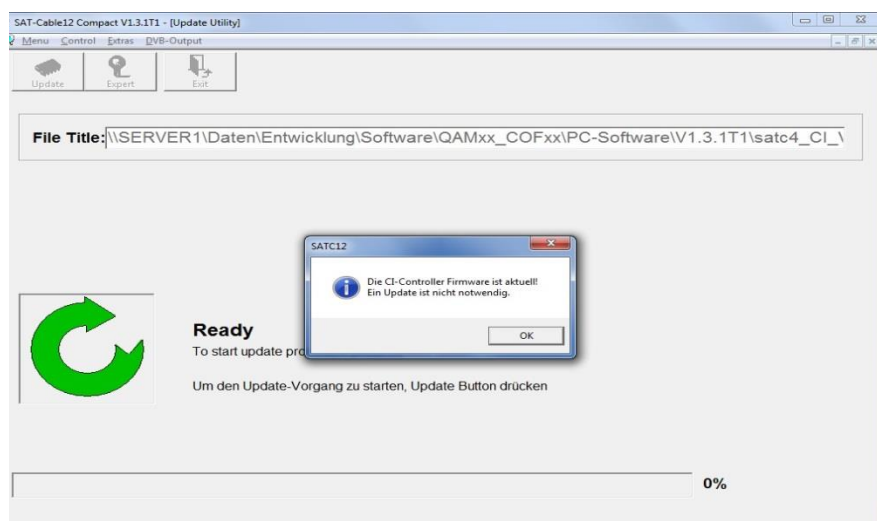 SAT-Cable12 Compact V1.3.1T1 - [Update Utility]
Menu Control Extras DVB-Output
Update Expert Exit
File Title: \\SERVER1\Daten\Entwicklung\Software\QAMxx_COFxx\PC-Software\V1.3.1T1\satc4_CI_\
SATC12
Die CI-Controller Firmware ist aktuell!
Ein Update ist nicht notwendig.
OK
Ready
To start update pro
Um den Update-Vorgang zu starten, Update Button drücken
0%